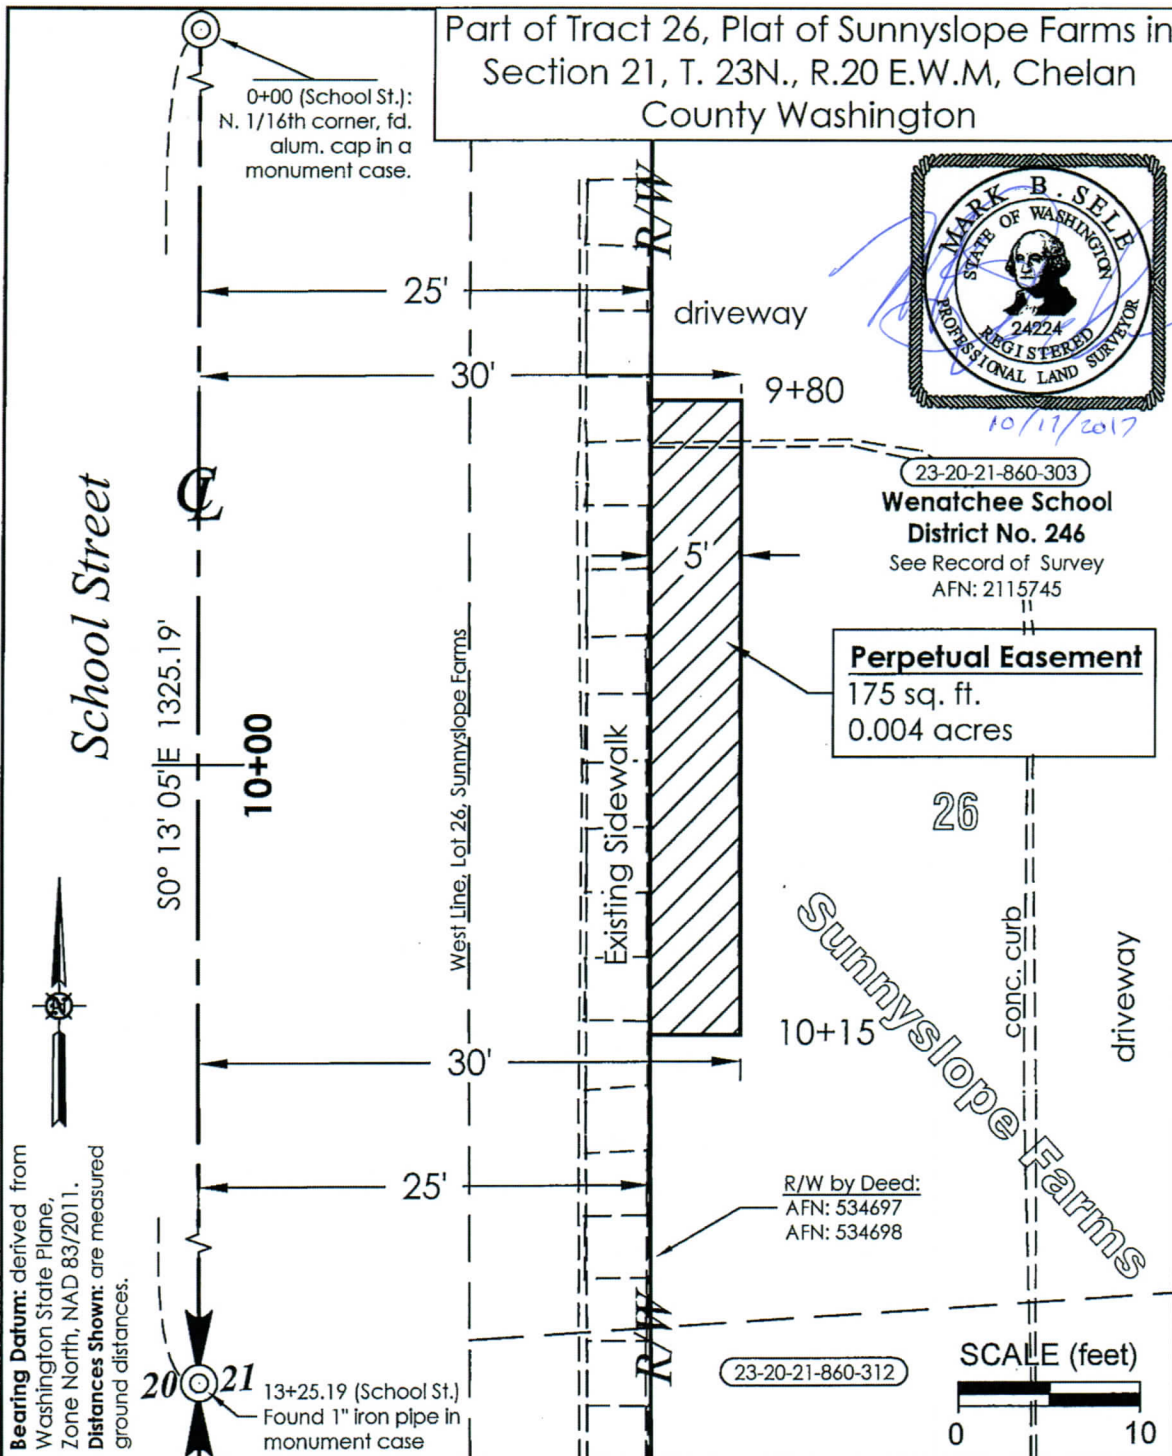 Part of Tract 26, Plat of Sunnyslope Farms in
Section 21, T. 23N., R.20 E.W.M, Chelan
County Washington
0+00 (School St.):
N. 1/16th corner, fd.
alum. cap in a
monument case.
R/W
MARK B. SELE
STATE OF WASHINGTON
24224
REGISTERED
PROFESSIONAL LAND SURVEYOR
10/17/2017
25'
driveway
30'
9+80
CL
23-20-21-860-303
Wenatchee School
District No. 246
See Record of Survey
AFN: 2115745
5'
School Street
S0° 13' 05"E 1325.19'
10+00
West Line, Lot 26, Sunnyslope Farms
Existing Sidewalk
Perpetual Easement
175 sq. ft.
0.004 acres
26
Sunnyslope Farms
conc. curb
driveway
N
10+15
30'
25'
R/W by Deed:
AFN: 534697
AFN: 534698
Bearing Datum: derived from
Washington State Plane,
Zone North, NAD 83/2011.
Distances Shown: are measured
ground distances.
R/W
20 21
13+25.19 (School St.)
Found 1" iron pipe in
monument case
23-20-21-860-312
SCALE (feet)
0 10